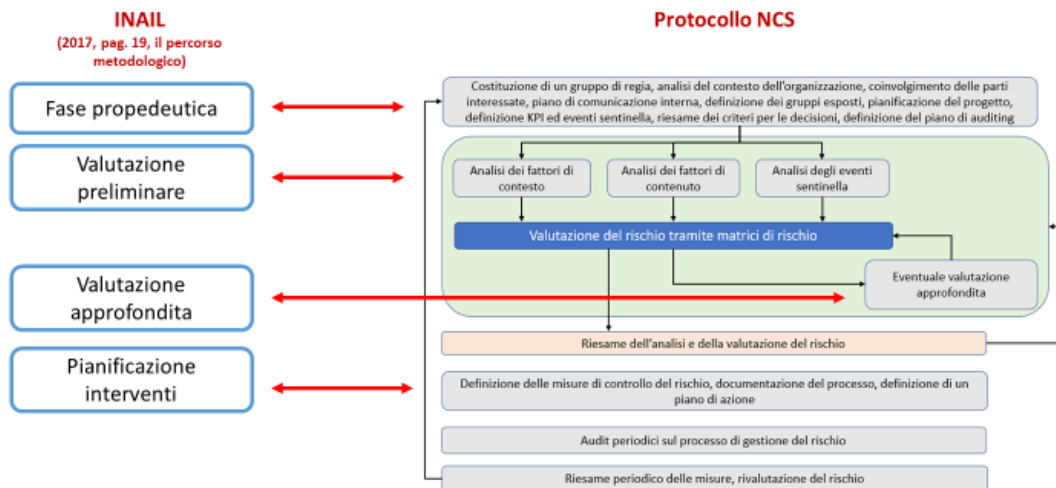 INAIL
(2017, pag. 19, il percorso
metodologico)
Fase propedeutica
Valutazione
preliminare
Valutazione
approfondita
Pianificazione
interventi
Protocollo NCS
Costituzione di un gruppo di regia, analisi del contesto dell'organizzazione, coinvolgimento delle parti
interessate, piano di comunicazione interna, definizione dei gruppi esposti, pianificazione del progetto,
definizione KPI ed eventi sentinella, riesame dei criteri per le decisioni, definizione del piano di auditing
Analisi dei fattori di
contesto
Analisi dei fattori di
contenuto
Analisi degli eventi
sentinella
Valutazione del rischio tramite matrici di rischio
Eventuale valutazione
approfondita
Riesame dell'analisi e della valutazione del rischio
Definizione delle misure di controllo del rischio, documentazione del processo, definizione di un
piano di azione
Audit periodici sul processo di gestione del rischio
Riesame periodico delle misure, rivalutazione del rischio